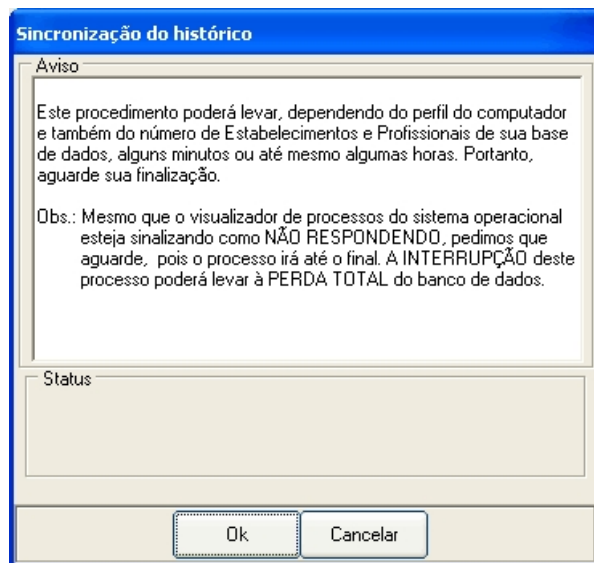 Sincronização do histórico
Aviso
Este procedimento poderá levar, dependendo do perfil do computador
e também do número de Estabelecimentos e Profissionais de sua base
de dados, alguns minutos ou até mesmo algumas horas. Portanto,
aguarde sua finalização.
Obs.: Mesmo que o visualizador de processos do sistema operacional
esteja sinalizando como NÃO RESPONDENDO, pedimos que
aguarde, pois o processo irá até o final. A INTERRUPÇÃO deste
processo poderá levar à PERDA TOTAL do banco de dados.
Status
Ok
Cancelar